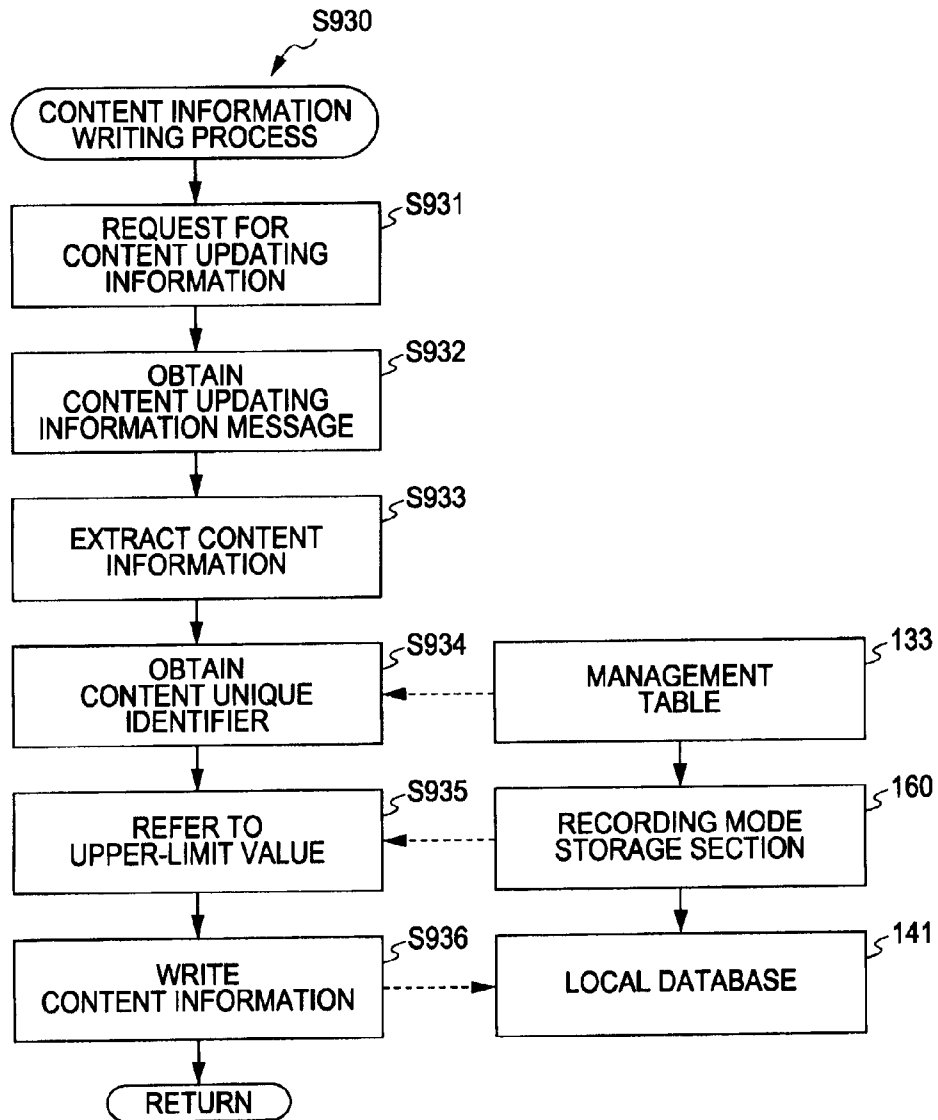 S930
CONTENT INFORMATION
WRITING PROCESS
S931
REQUEST FOR
CONTENT UPDATING
INFORMATION
S932
OBTAIN
CONTENT UPDATING
INFORMATION MESSAGE
S933
EXTRACT CONTENT
INFORMATION
S934
OBTAIN
CONTENT UNIQUE
IDENTIFIER
133
MANAGEMENT
TABLE
S935
REFER TO
UPPER-LIMIT VALUE
160
RECORDING MODE
STORAGE SECTION
S936
WRITE
CONTENT INFORMATION
141
LOCAL DATABASE
RETURN